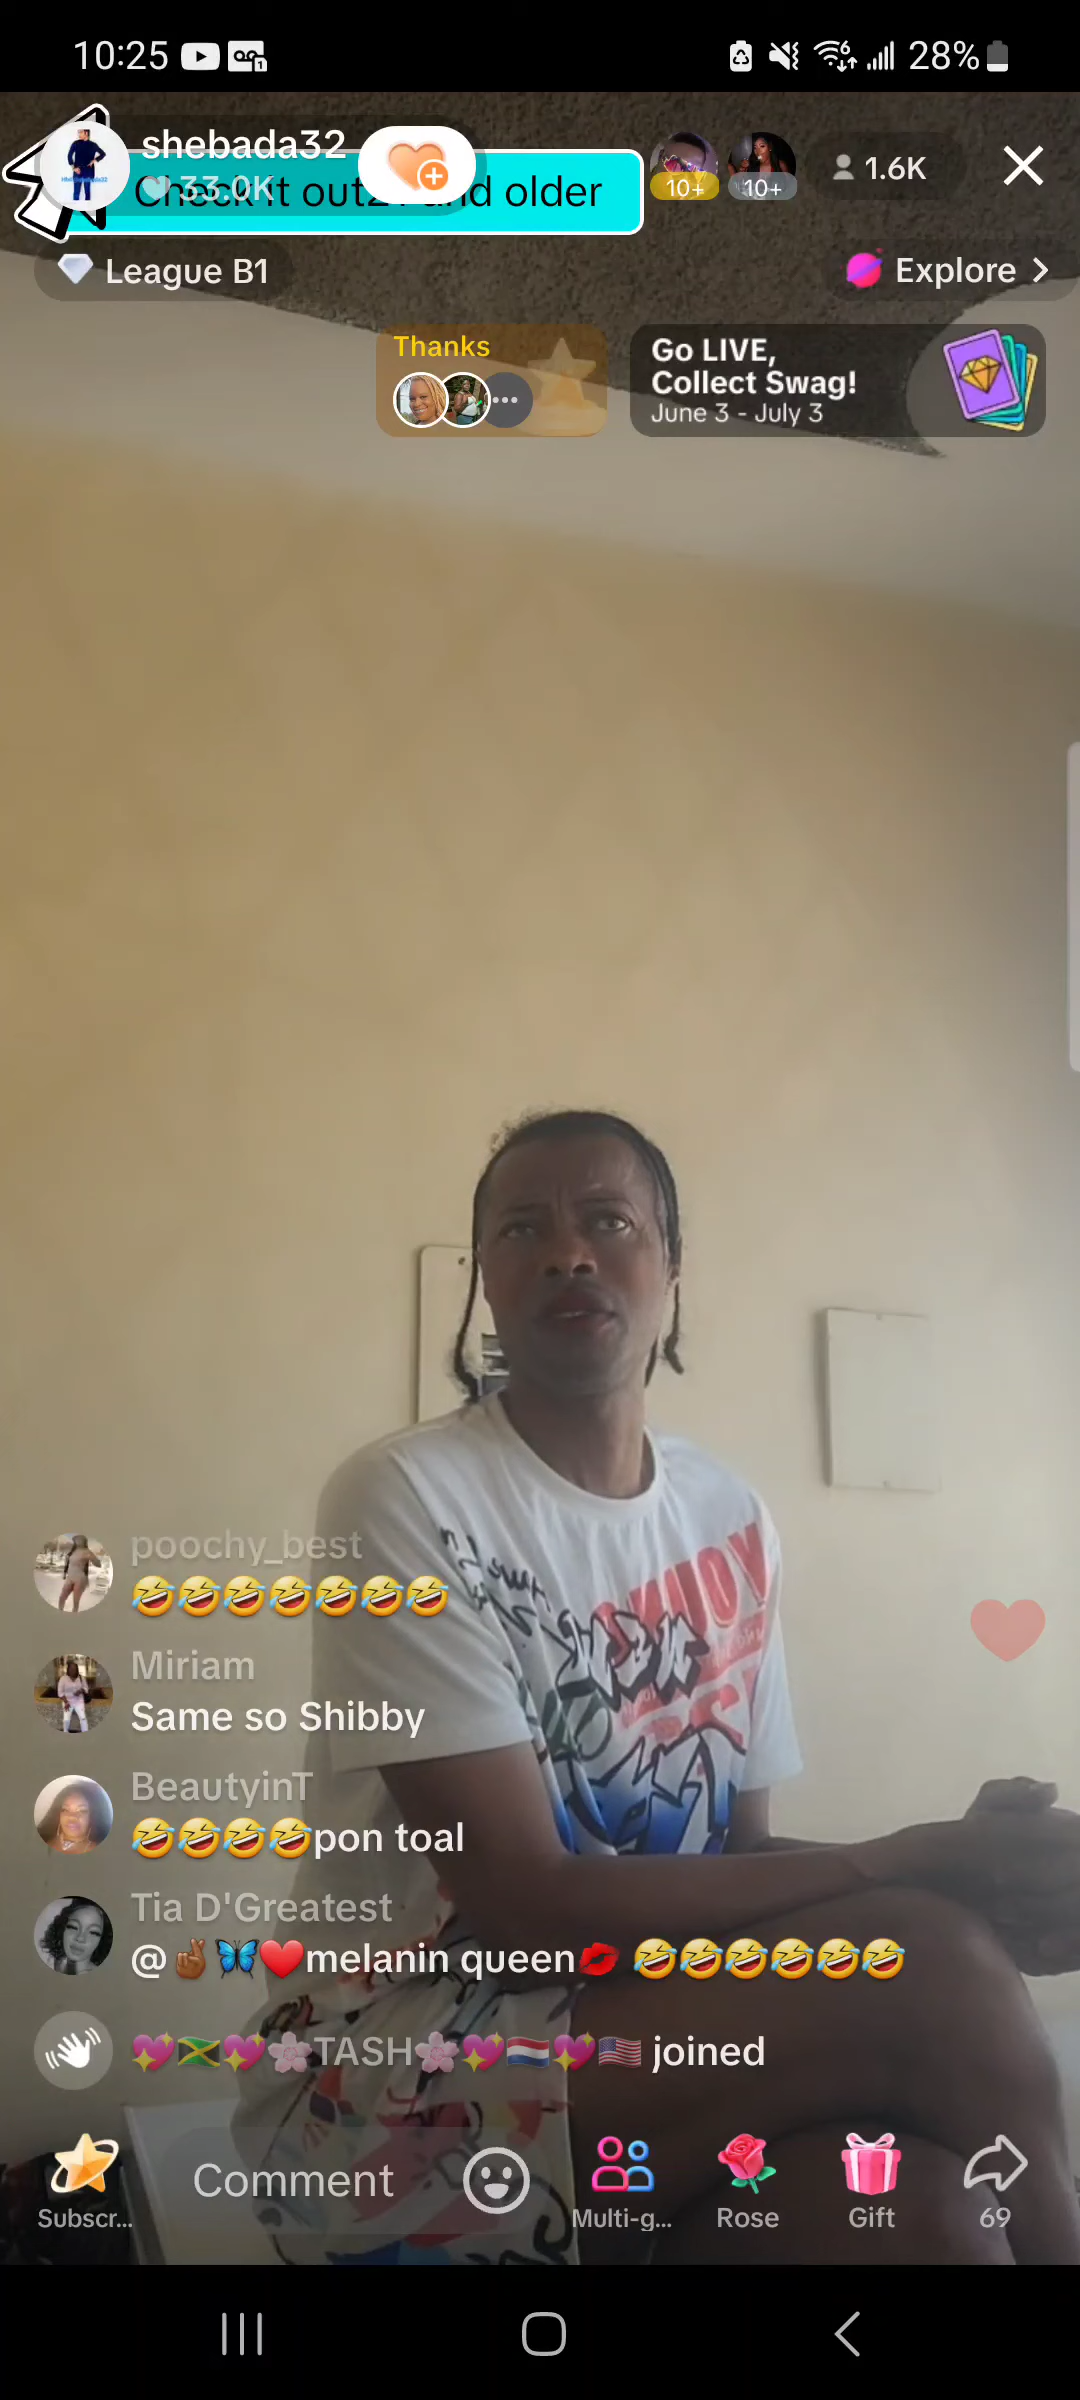 10:25
28%
shebada32
33.0K
Check it out and older
10+
10+
1.6K
League B1
Explore
Thanks
Go LIVE,
Collect Swag!
June 3 - July 3
poochy_best
🤣🤣🤣🤣🤣🤣🤣
Miriam
Same so Shibby
BeautyinT
🤣🤣🤣🤣pon toal
Tia D'Greatest
@🤞🏾🦋❤️melanin queen💋 🤣🤣🤣🤣🤣🤣
💖🇯🇲💖🌸TASH🌸💖🇳🇱💖🇺🇸 joined
Comment
Subscr...
Multi-g...
Rose
Gift
69